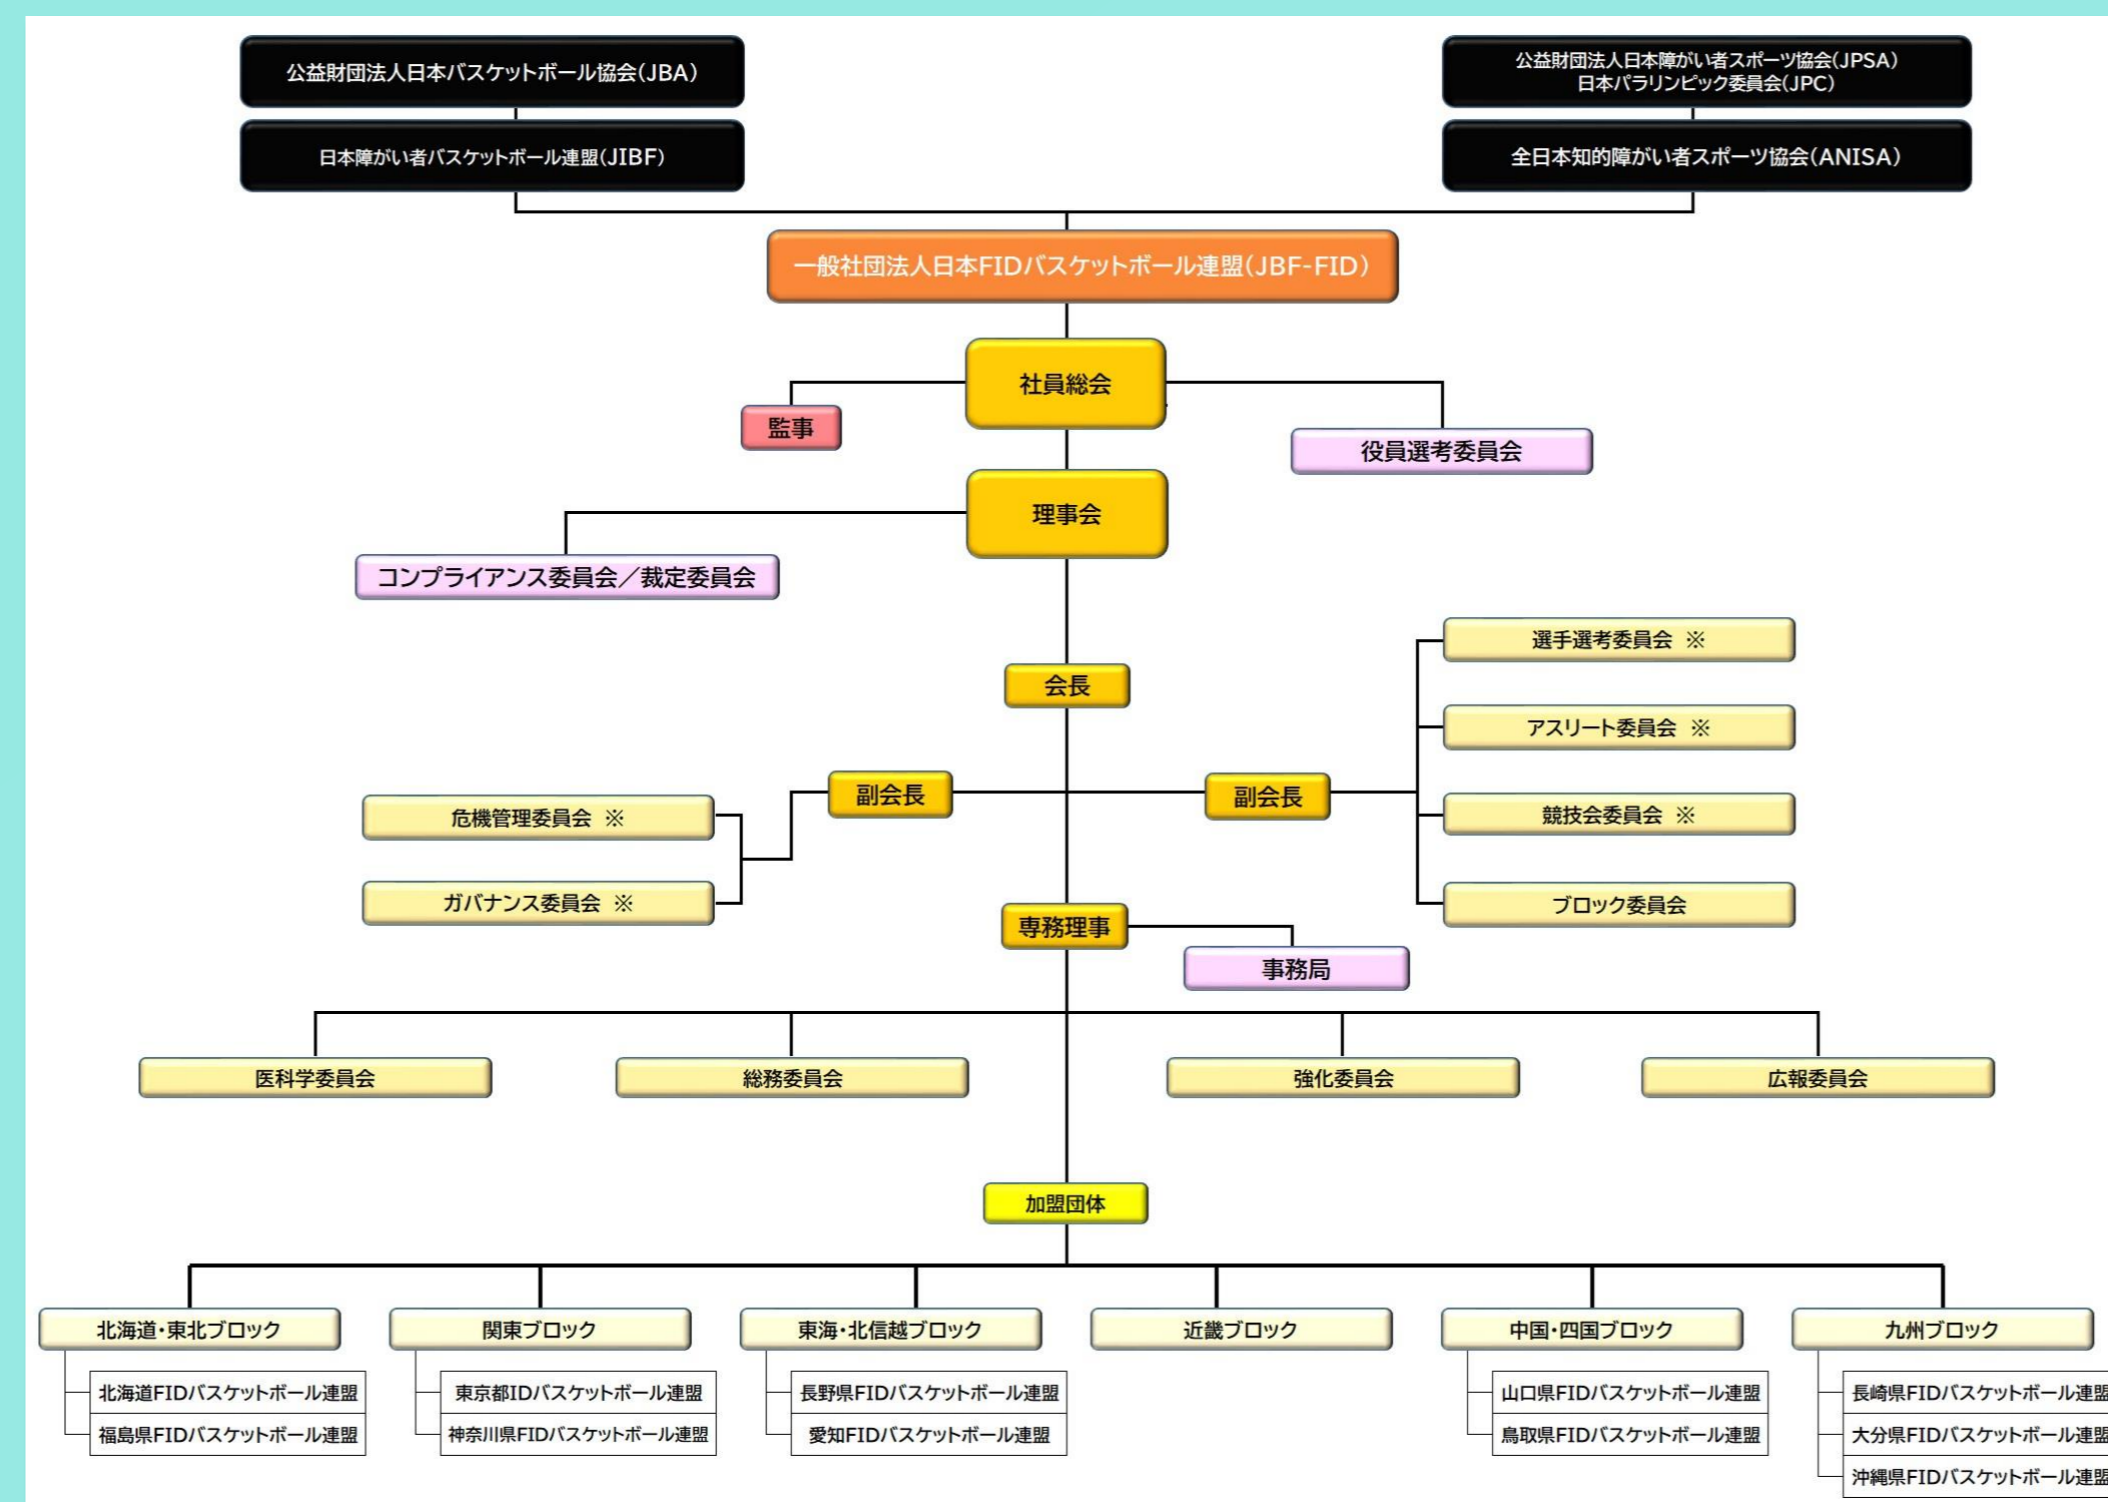 公益財団法人日本バスケットボール協会(JBA)
公益財団法人日本障がい者スポーツ協会(JPSA)
日本パラリンピック委員会(JPC)
日本障がい者バスケットボール連盟(JIBF)
全日本知的障がい者スポーツ協会(ANISA)
一般社団法人日本FIDバスケットボール連盟(JBF-FID)
社員総会
監事
役員選考委員会
理事会
コンプライアンス委員会／裁定委員会
選手選考委員会 ※
会長
アスリート委員会 ※
副会長
副会長
危機管理委員会 ※
競技会委員会 ※
ガバナンス委員会 ※
ブロック委員会
専務理事
事務局
医科学委員会
総務委員会
強化委員会
広報委員会
加盟団体
北海道・東北ブロック
関東ブロック
東海・北信越ブロック
近畿ブロック
中国・四国ブロック
九州ブロック
北海道FIDバスケットボール連盟
東京都IDバスケットボール連盟
長野県FIDバスケットボール連盟
山口県FIDバスケットボール連盟
長崎県FIDバスケットボール連盟
福島県FIDバスケットボール連盟
神奈川県FIDバスケットボール連盟
愛知FIDバスケットボール連盟
鳥取県FIDバスケットボール連盟
大分県FIDバスケットボール連盟
沖縄県FIDバスケットボール連盟